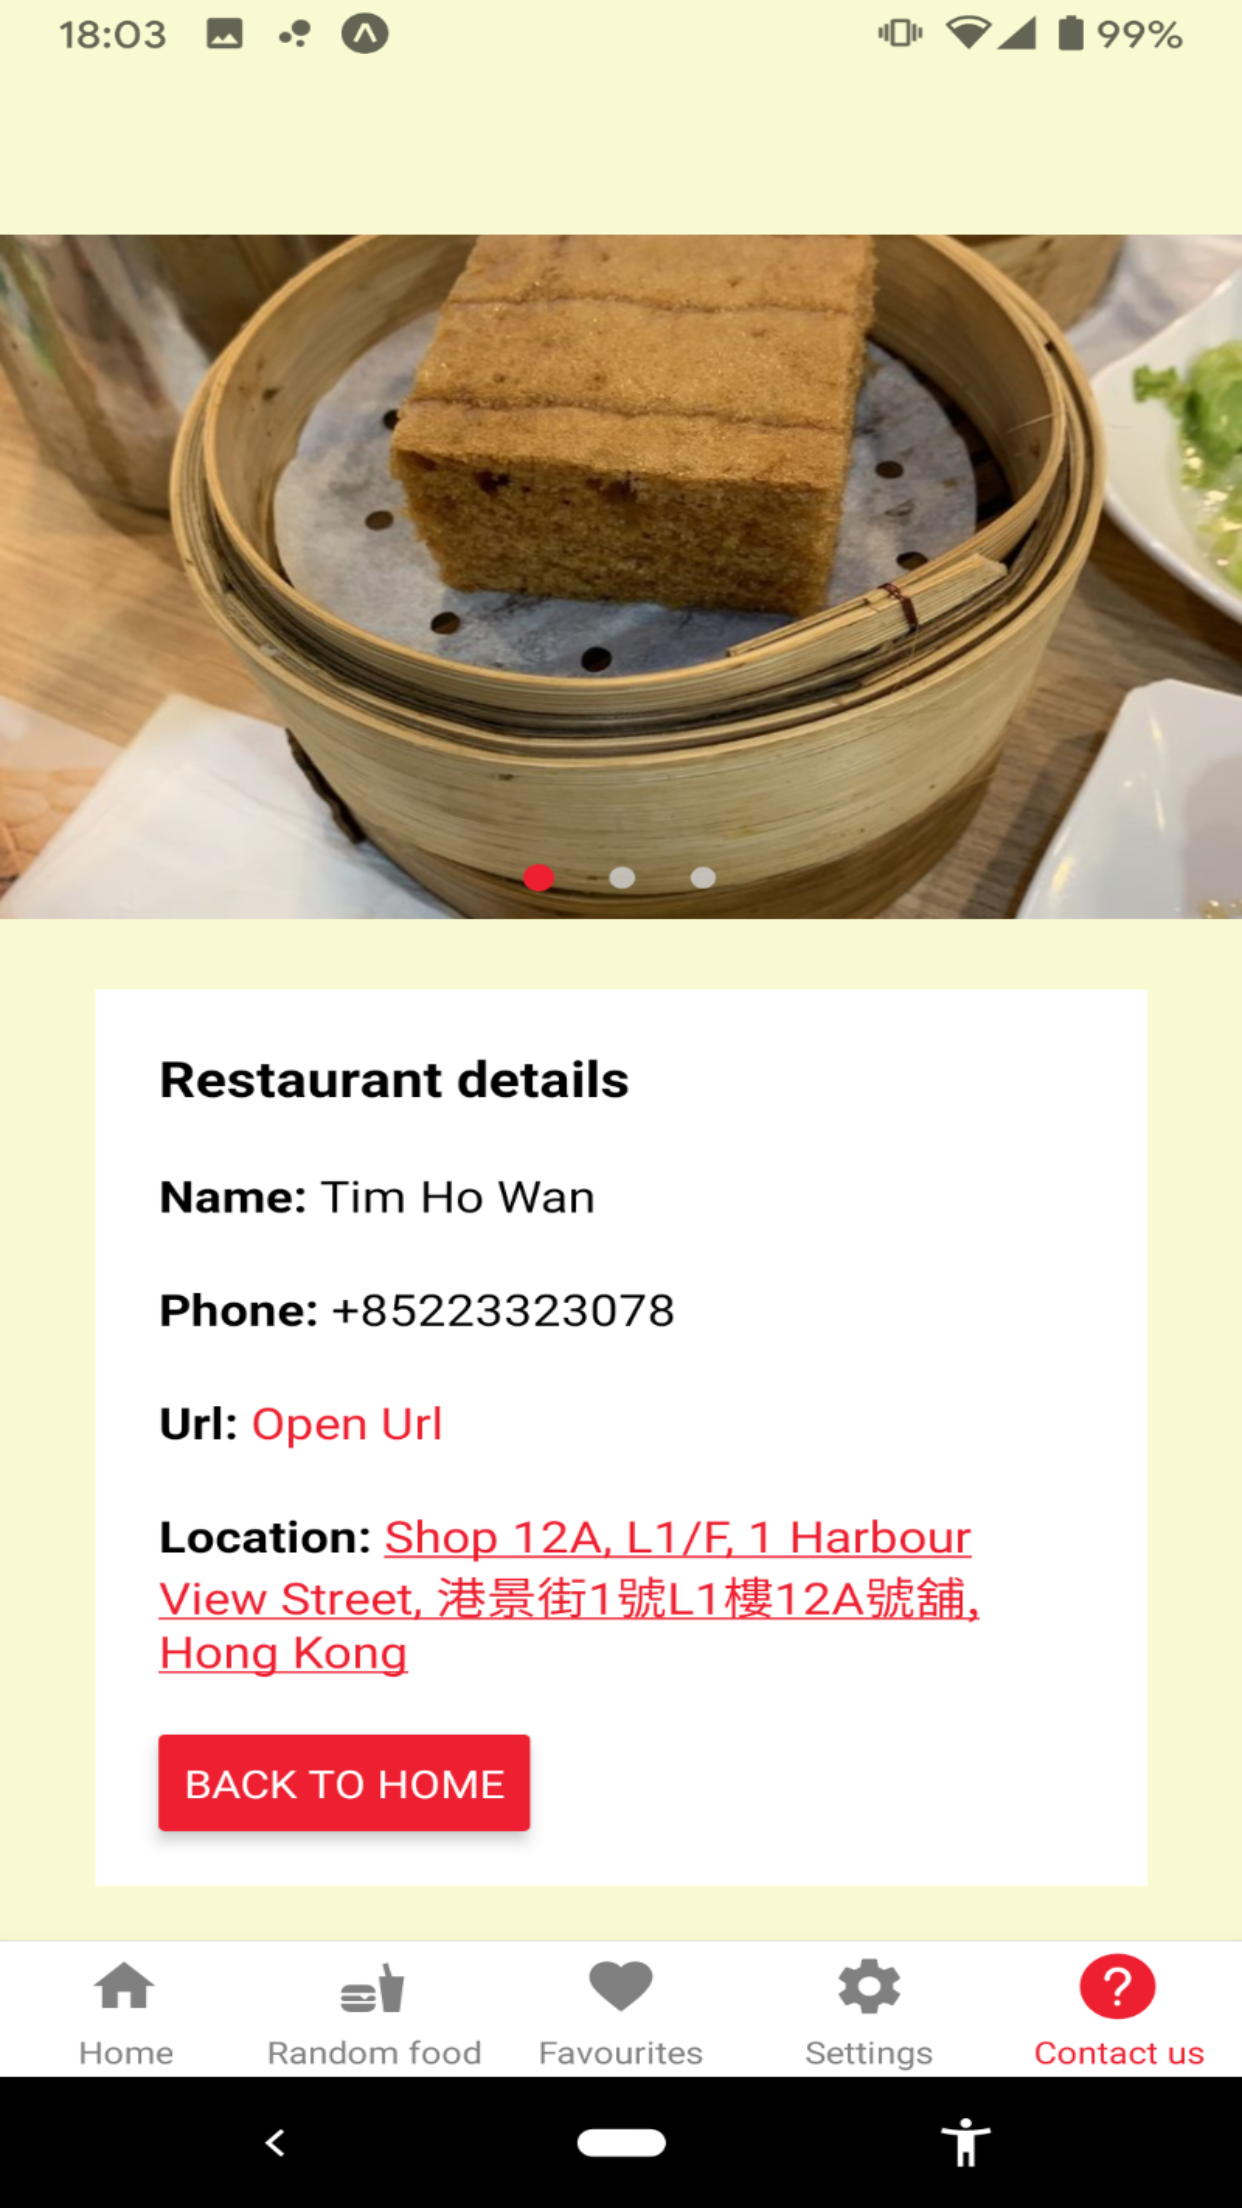 18:03 99%
Restaurant details
Name: Tim Ho Wan
Phone: +85223323078
Url: Open Url
Location: Shop 12A, L1/F, 1 Harbour
View Street, 港景街1號L1樓12A號舖,
Hong Kong
BACK TO HOME
Home Random food Favourites Settings Contact us